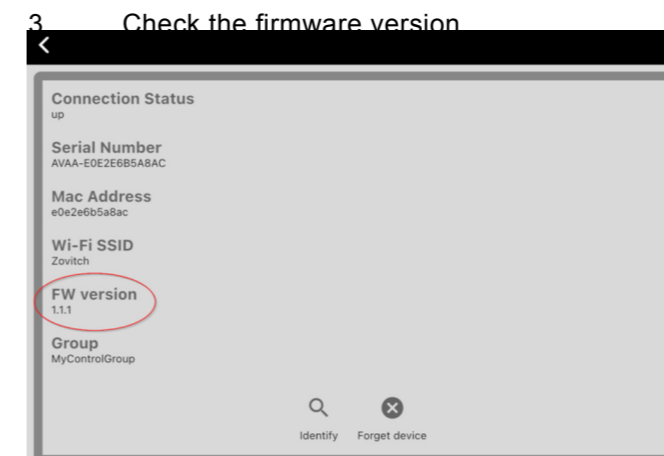 3 Check the firmware version
Connection Status
up
Serial Number
AVAA-E0E2E6B5A8AC
Mac Address
e0e2e6b5a8ac
Wi-Fi SSID
Zovitch
FW version
1.1.1
Group
MyControlGroup
Identify Forget device